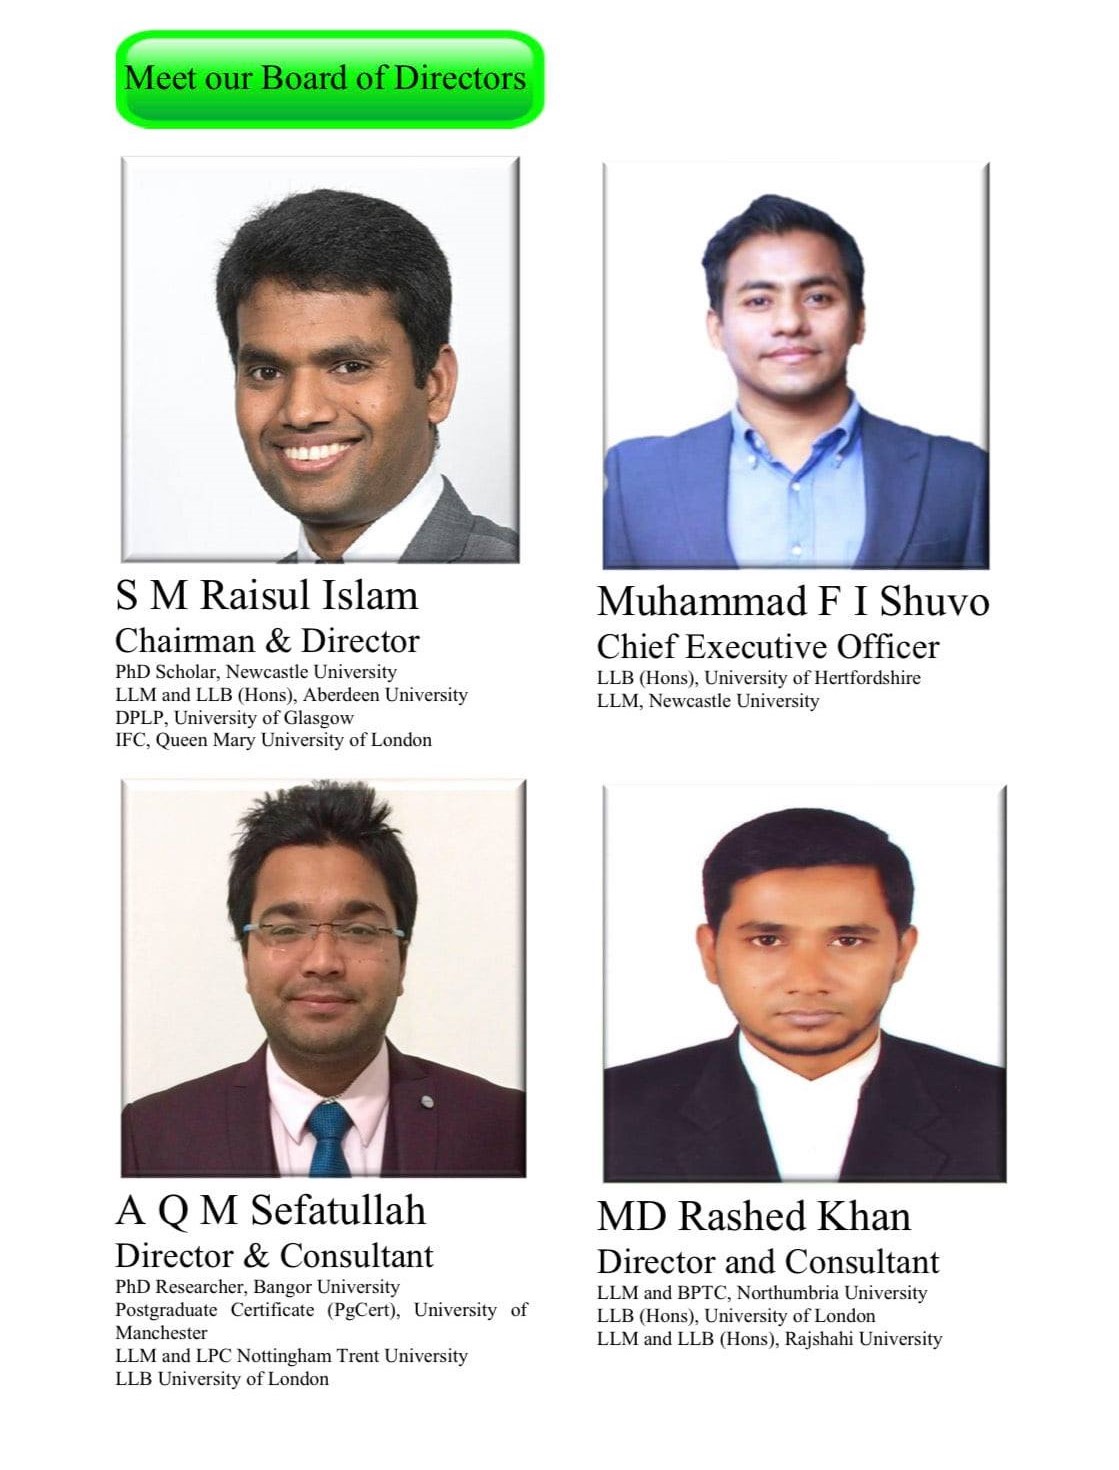 Meet our Board of Directors
S M Raisul Islam
Chairman & Director
PhD Scholar, Newcastle University
LLM and LLB (Hons), Aberdeen University
DPLP, University of Glasgow
IFC, Queen Mary University of London
Muhammad F I Shuvo
Chief Executive Officer
LLB (Hons), University of Hertfordshire
LLM, Newcastle University
A Q M Sefatullah
Director & Consultant
PhD Researcher, Bangor University
Postgraduate Certificate (PgCert), University of
Manchester
LLM and LPC Nottingham Trent University
LLB University of London
MD Rashed Khan
Director and Consultant
LLM and BPTC, Northumbria University
LLB (Hons), University of London
LLM and LLB (Hons), Rajshahi University